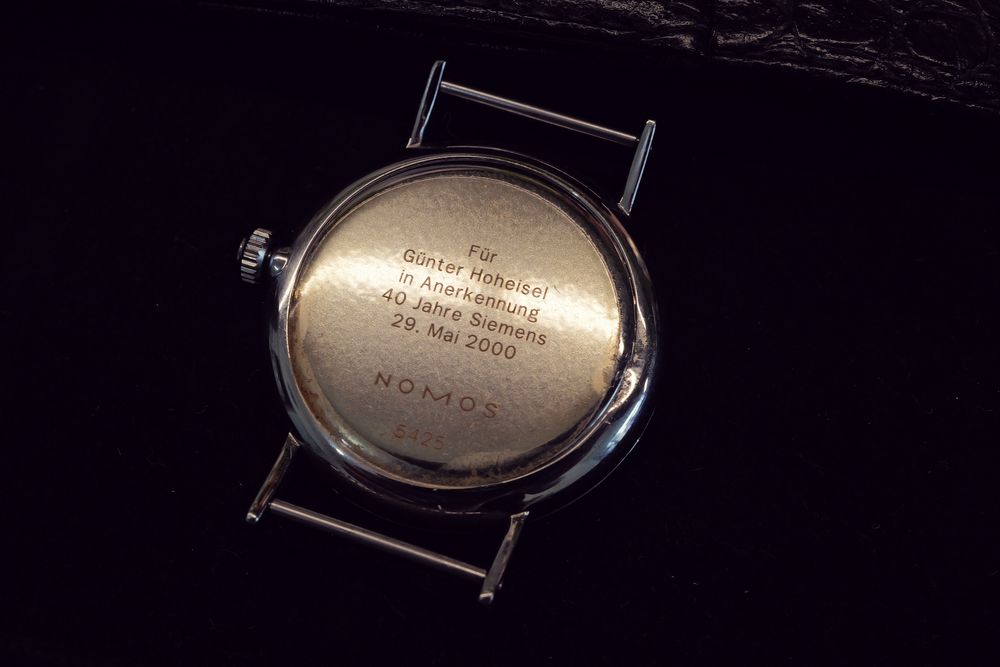 Für
Günter Hoheisel
in Anerkennung
40 Jahre Siemens
29. Mai 2000
NOMOS
5425